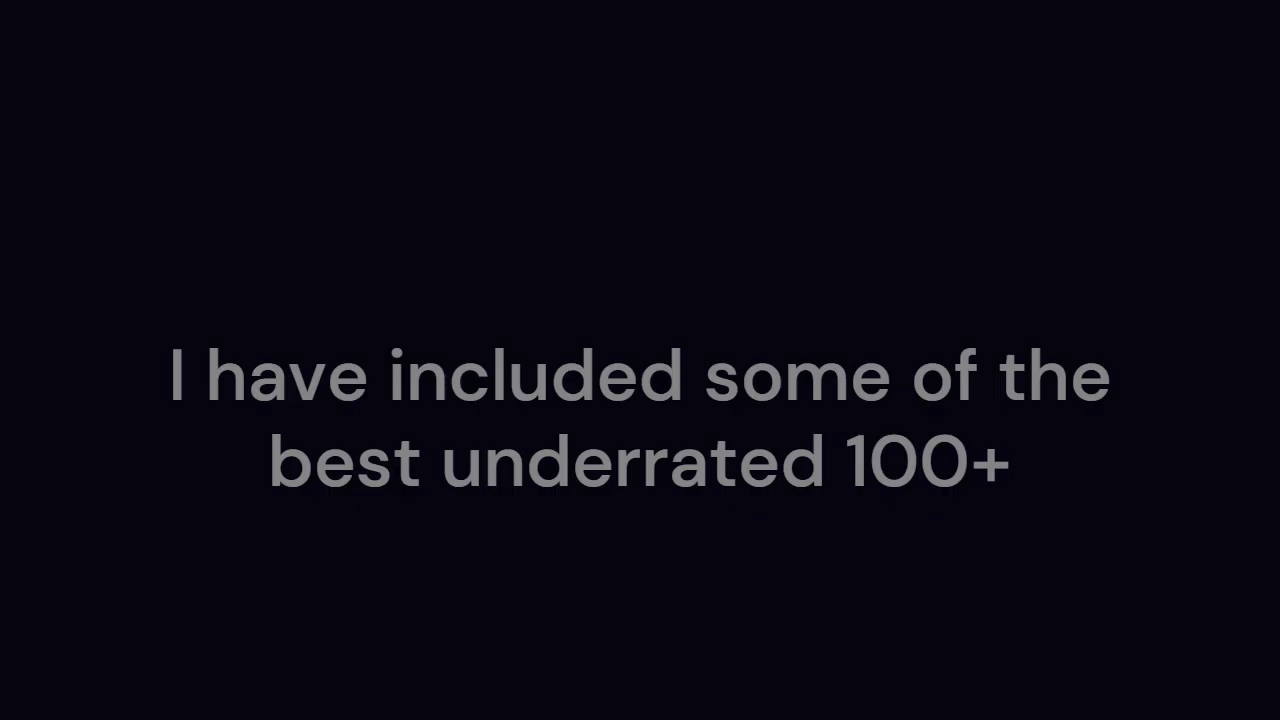 I have included some of the
best underrated 100+